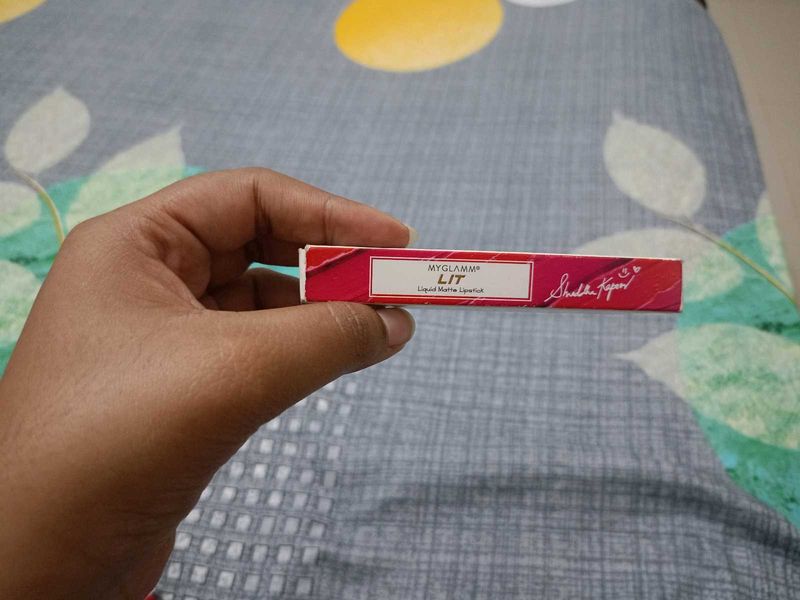 MYGLAMM®
LIT
Liquid Matte Lipstick
Shraddha Kapoor